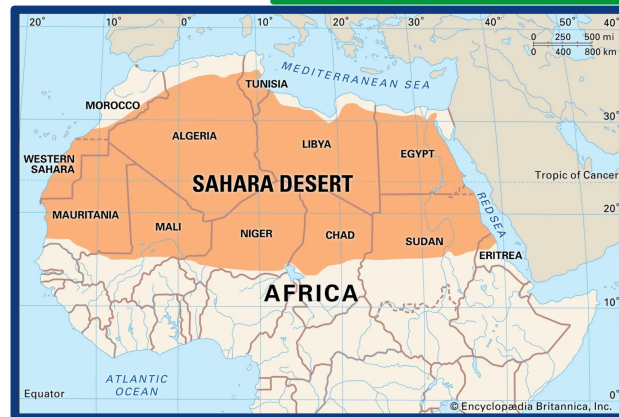 20° 10° 0° 10° 20° 30° 40° 50° 40°
0 250 500 mi
0 400 800 km
MEDITERRANEAN SEA
TUNISIA
MOROCCO
30°
ALGERIA
LIBYA
EGYPT
WESTERN
SAHARA
Tropic of Cancer
SAHARA DESERT
RED SEA
20°
MAURITANIA
MALI
NIGER
CHAD
SUDAN
ERITREA
AFRICA
10°
ATLANTIC
OCEAN
Equator
0°
© Encyclopædia Britannica, Inc.